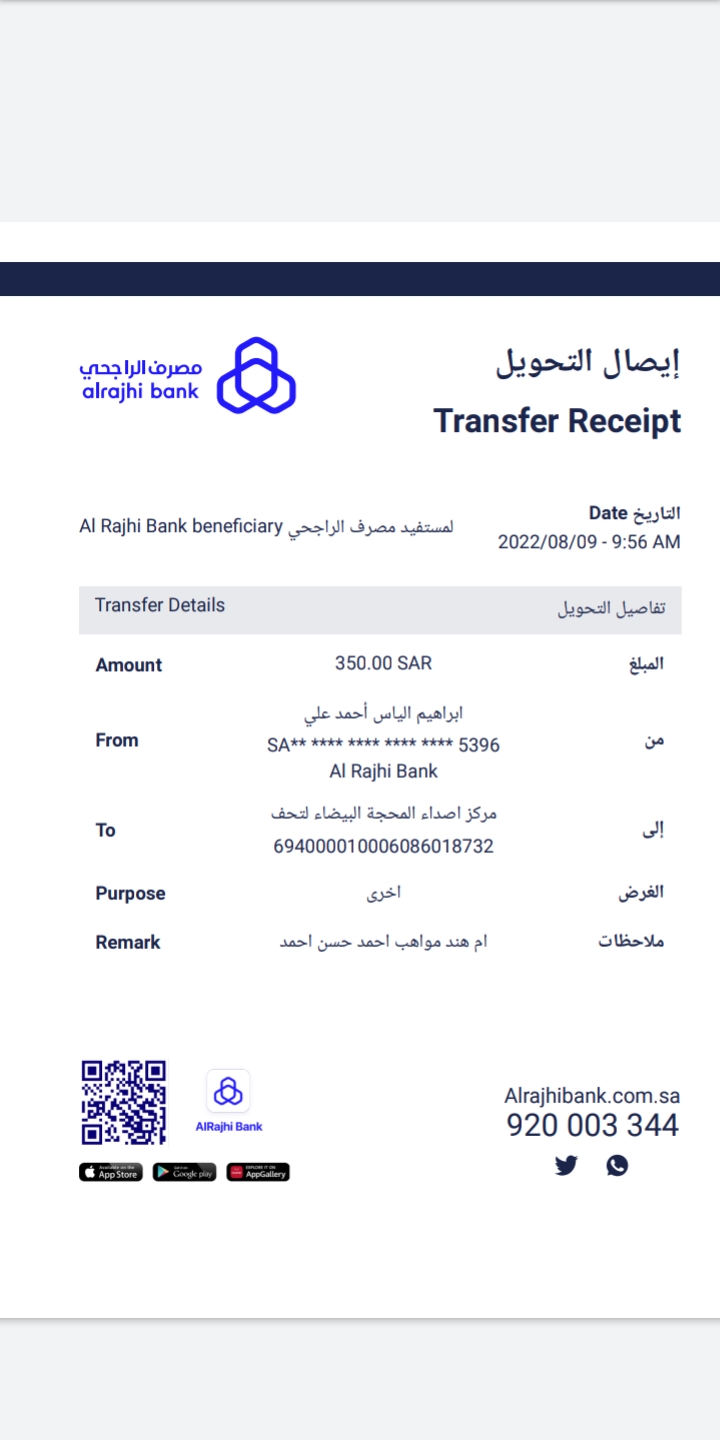 إيصال التحويل
Transfer Receipt
مصرف الراجحي
alrajhi bank
التاريخ Date
2022/08/09 - 9:56 AM
لمستفيد مصرف الراجحي Al Rajhi Bank beneficiary
Transfer Details تفاصيل التحويل
Amount 350.00 SAR المبلغ
ابراهيم الياس أحمد علي
From SA** **** **** **** **** 5396 من
Al Rajhi Bank
مركز اصداء المحجة البيضاء لتحف
To إلى
694000010006086018732
Purpose اخرى الغرض
Remark ام هند مواهب احمد حسن احمد ملاحظات
AlRajhi Bank
Alrajhibank.com.sa
920 003 344
Available on the App Store
Google play
EXPLORE IT ON AppGallery